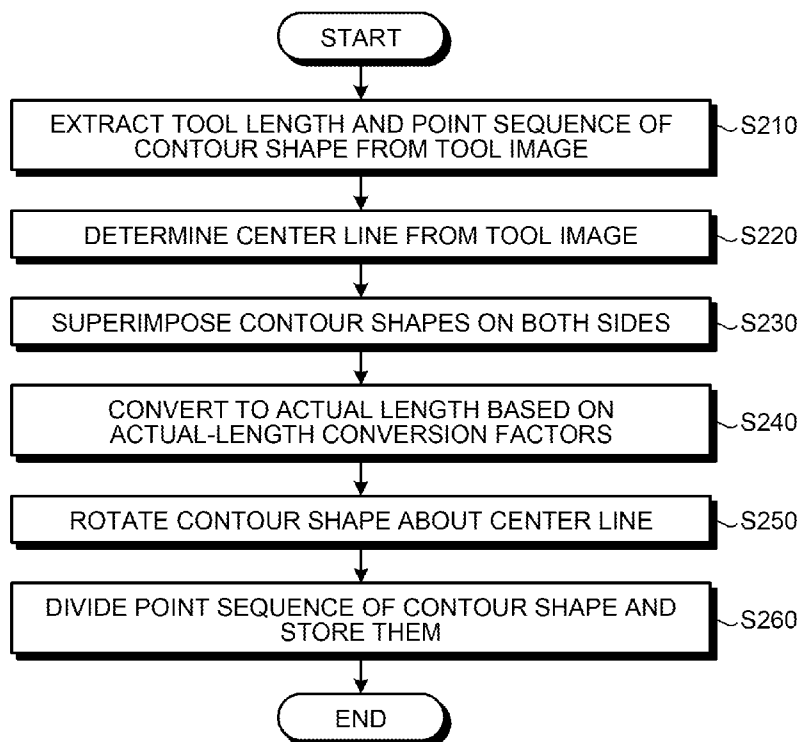 START
EXTRACT TOOL LENGTH AND POINT SEQUENCE OF
CONTOUR SHAPE FROM TOOL IMAGE
S210
DETERMINE CENTER LINE FROM TOOL IMAGE
S220
SUPERIMPOSE CONTOUR SHAPES ON BOTH SIDES
S230
CONVERT TO ACTUAL LENGTH BASED ON
ACTUAL-LENGTH CONVERSION FACTORS
S240
ROTATE CONTOUR SHAPE ABOUT CENTER LINE
S250
DIVIDE POINT SEQUENCE OF CONTOUR SHAPE AND
STORE THEM
S260
END